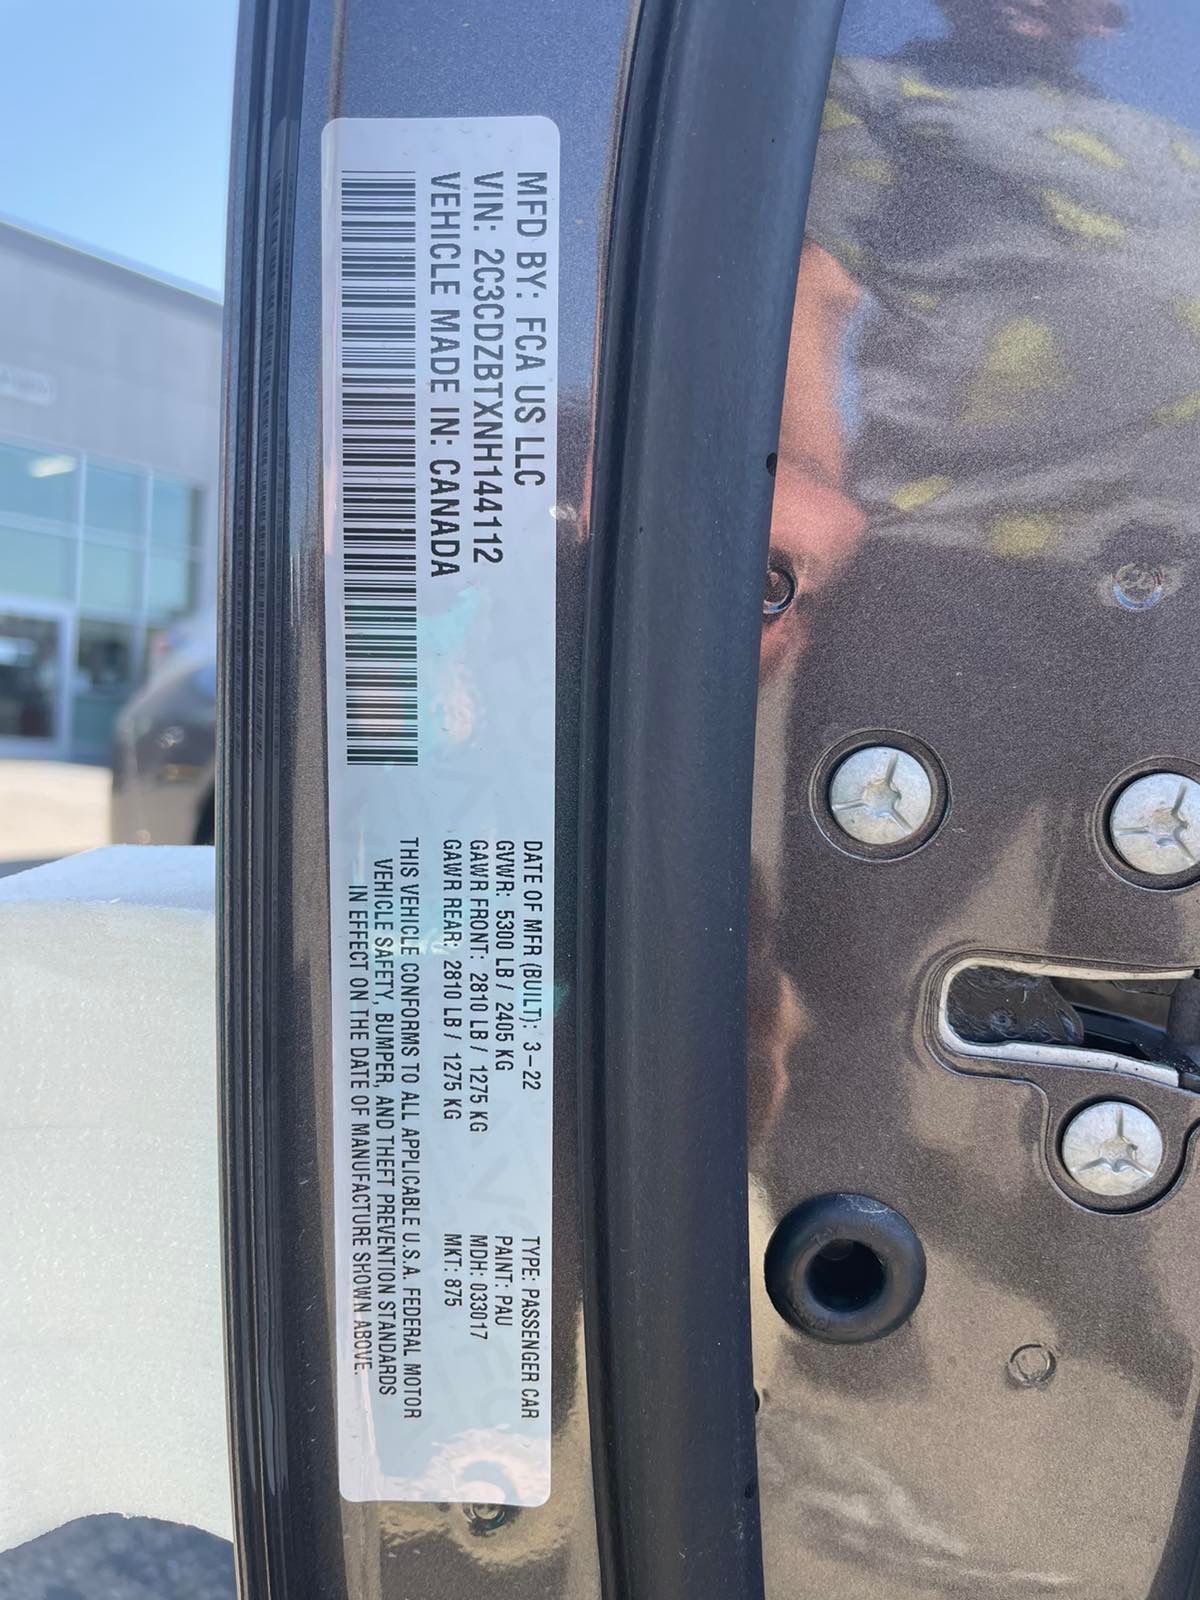 MFD BY: FCA US LLC
VIN: 2C3CDZBTXNH144112
VEHICLE MADE IN: CANADA
DATE OF MFR (BUILT): 3-22
GVWR: 5300 LB / 2405 KG
GAWR FRONT: 2810 LB / 1275 KG
GAWR REAR: 2810 LB / 1275 KG
TYPE: PASSENGER CAR
PAINT: PAU
MDH: 033017
MKT: 875
THIS VEHICLE CONFORMS TO ALL APPLICABLE U.S.A. FEDERAL MOTOR
VEHICLE SAFETY, BUMPER, AND THEFT PREVENTION STANDARDS
IN EFFECT ON THE DATE OF MANUFACTURE SHOWN ABOVE.